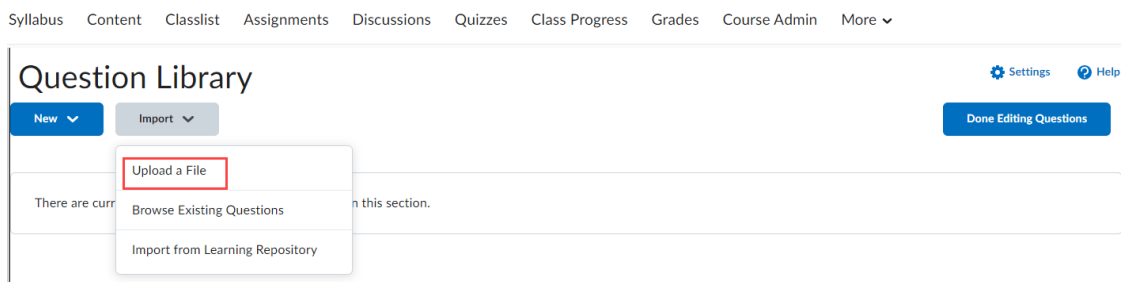 Syllabus Content Classlist Assignments Discussions Quizzes Class Progress Grades Course Admin More
Question Library
Settings Help
New Import Done Editing Questions
Upload a File
There are curr n this section.
Browse Existing Questions
Import from Learning Repository